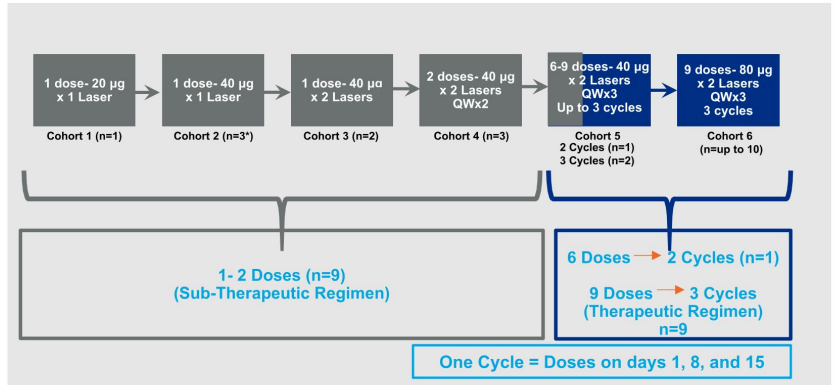 1 dose- 20 µg
x 1 Laser
Cohort 1 (n=1)
1 dose- 40 µg
x 1 Laser
Cohort 2 (n=3*)
1 dose- 40 µg
x 2 Lasers
Cohort 3 (n=2)
2 doses- 40 µg
x 2 Lasers
QWx2
Cohort 4 (n=3)
6-9 doses- 40 µg
x 2 Lasers
QWx3
Up to 3 cycles
Cohort 5
2 Cycles (n=1)
3 Cycles (n=2)
9 doses- 80 µg
x 2 Lasers
QWx3
3 cycles
Cohort 6
(n=up to 10)
1- 2 Doses (n=9)
(Sub-Therapeutic Regimen)
6 Doses → 2 Cycles (n=1)
9 Doses → 3 Cycles
(Therapeutic Regimen)
n=9
One Cycle = Doses on days 1, 8, and 15